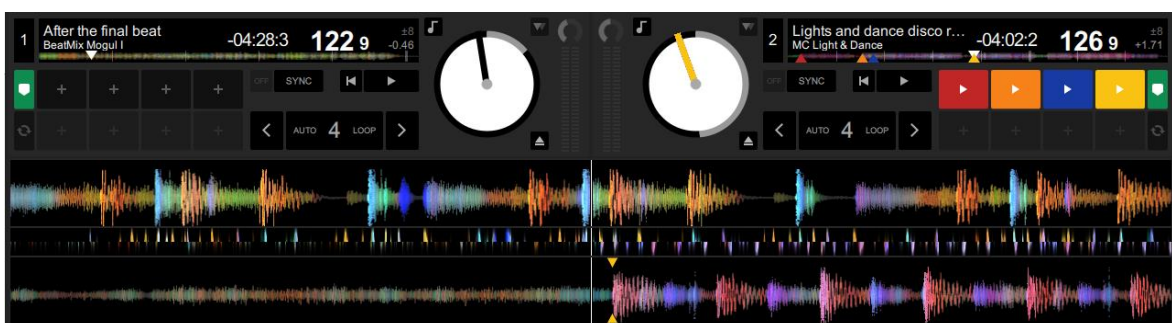 1
After the final beat
BeatMix Mogul I
-04:28:3
122 9
±8
-0.46
OFF
SYNC
AUTO
4
LOOP
2
Lights and dance disco r…
MC Light & Dance
-04:02:2
126 9
±8
+1.71
OFF
SYNC
AUTO
4
LOOP